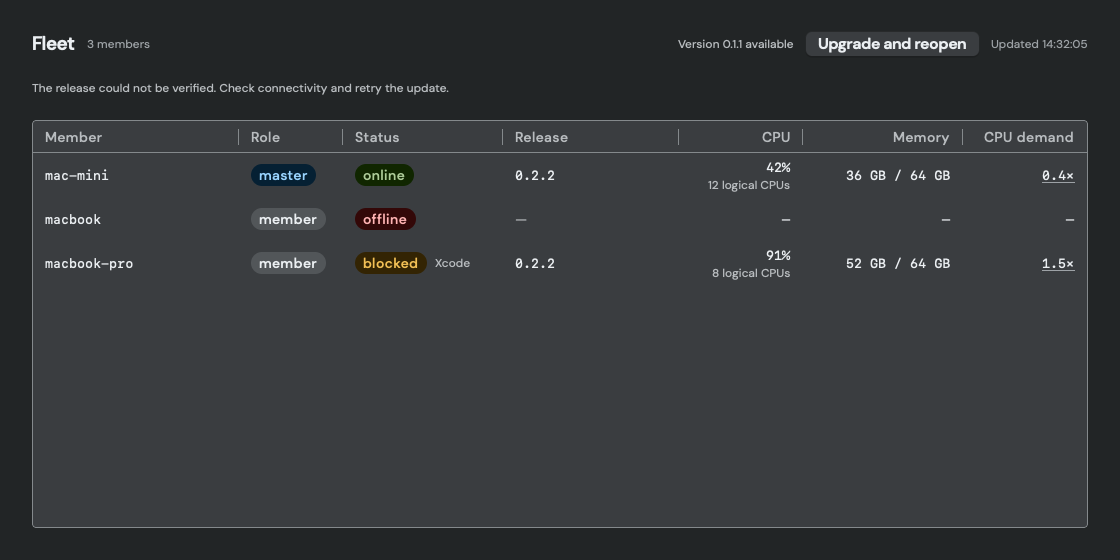 Fleet 3 members Version 0.1.1 available Upgrade and reopen Updated 14:32:05
The release could not be verified. Check connectivity and retry the update.
Member Role Status Release CPU Memory CPU demand
mac-mini master online 0.2.2 42% 36 GB / 64 GB 0.4×
12 logical CPUs
macbook member offline — — — —
macbook-pro member blocked Xcode 0.2.2 91% 52 GB / 64 GB 1.5×
8 logical CPUs